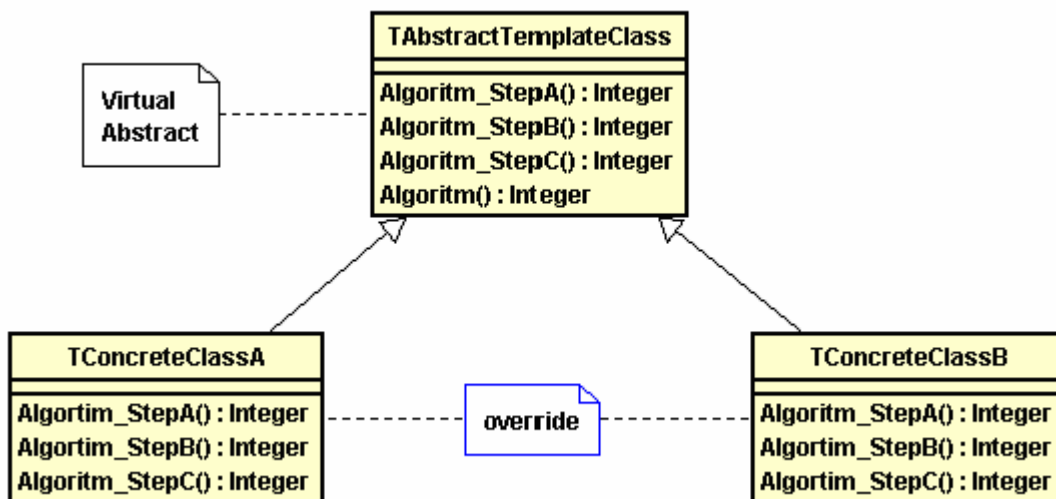 TAbstractTemplateClass
Virtual
Abstract
Algoritm_StepA() : Integer
Algoritm_StepB() : Integer
Algoritm_StepC() : Integer
Algoritm() : Integer
TConcreteClassA
Algortim_StepA() : Integer
Algortim_StepB() : Integer
Algoritm_StepC() : Integer
override
TConcreteClassB
Algoritm_StepA() : Integer
Algortim_StepB() : Integer
Algortim_StepC() : Integer